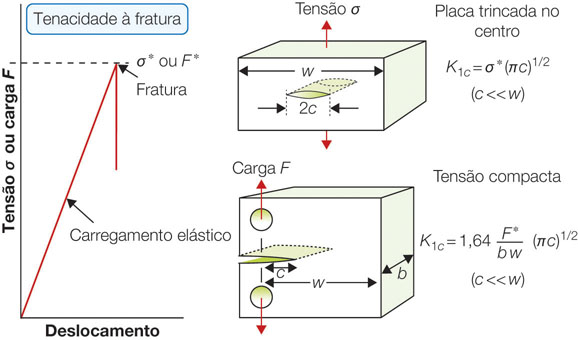 Tenacidade à fratura
Tensão σ ou carga F
σ* ou F*
Fratura
Carregamento elástico
Deslocamento
Tensão σ
w
2c
Placa trincada no
centro
K1c = σ*(πc)1/2
(c<<w)
Carga F
c
w
b
Tensão compacta
K1c = 1,64 F*/bw (πc)1/2
(c<<w)